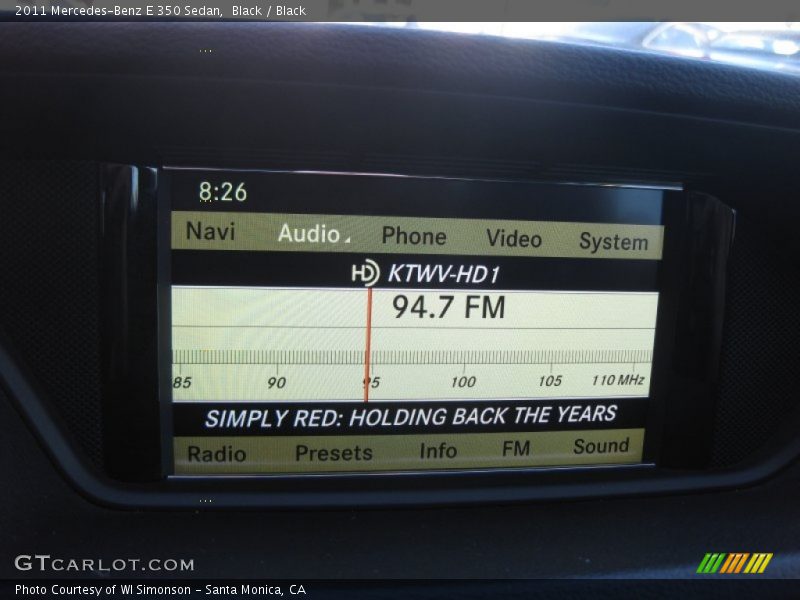 2011 Mercedes-Benz E 350 Sedan, Black / Black
8:26
Navi Audio Phone Video System
HD KTWV-HD1
94.7 FM
85 90 95 100 105 110 MHz
SIMPLY RED: HOLDING BACK THE YEARS
Radio Presets Info FM Sound
GTCARLOT.COM
Photo Courtesy of WI Simonson - Santa Monica, CA